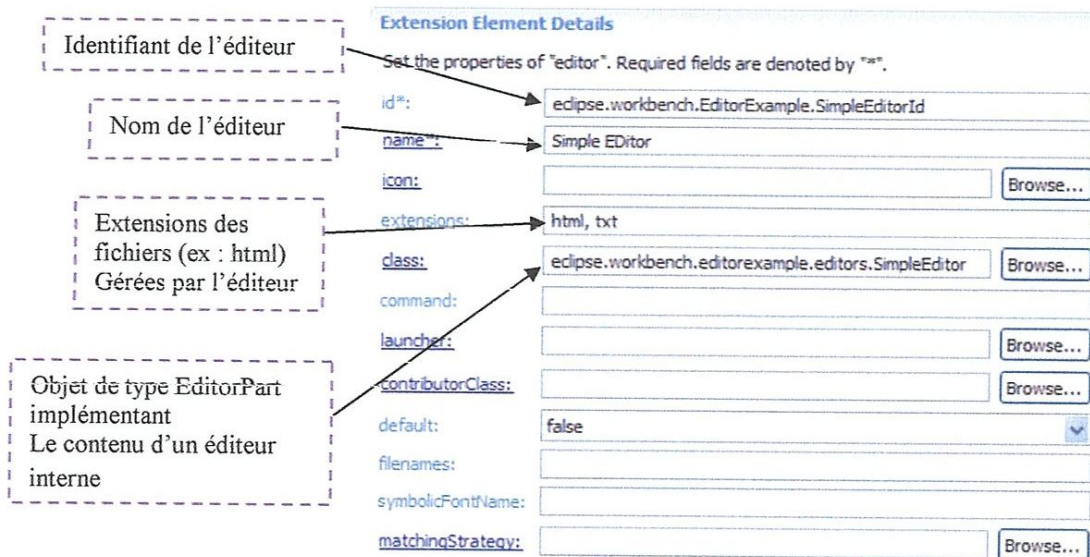 Extension Element Details
Identifiant de l'éditeur
Set the properties of "editor". Required fields are denoted by "*".
id*:
eclipse.workbench.EditorExample.SimpleEditorId
Nom de l'éditeur
name*:
Simple EDitor
icon:
Browse...
Extensions des
fichiers (ex : html)
Gérées par l'éditeur
extensions:
html, txt
class:
eclipse.workbench.editorexample.editors.SimpleEditor
Browse...
command:
launcher:
Browse...
Objet de type EditorPart
implémentant
Le contenu d'un éditeur
interne
contributorClass:
Browse...
default:
false
filenames:
symbolicFontName:
matchingStrategy:
Browse...